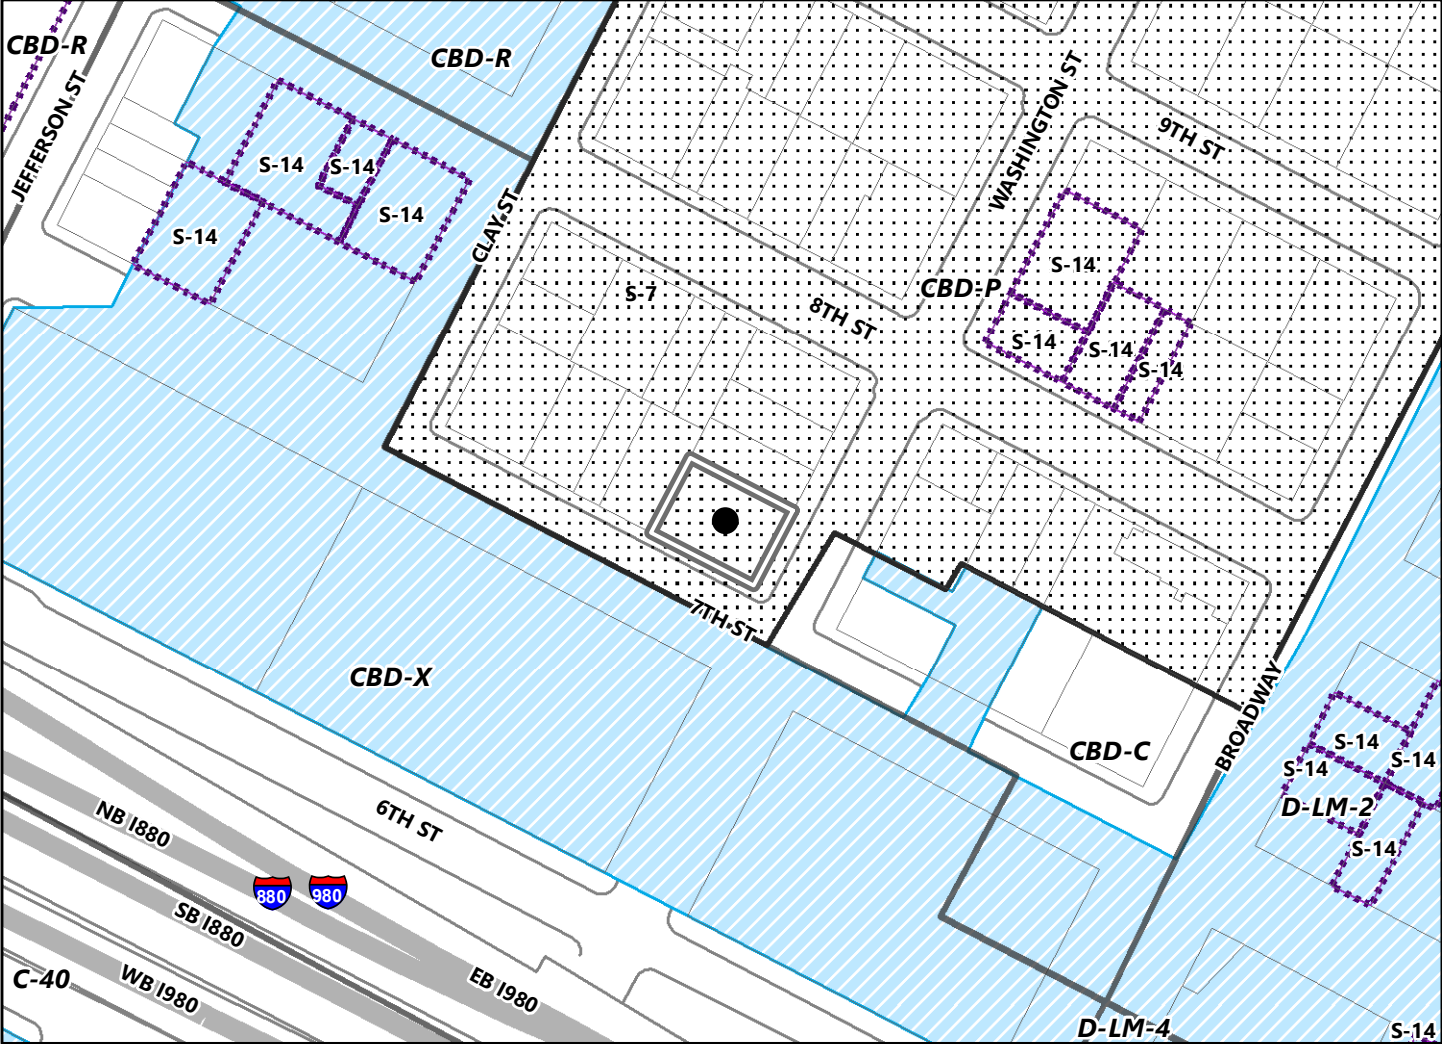 CBD-R
CBD-R
JEFFERSON ST
S-14
S-14
S-14
S-14
CLAY ST
WASHINGTON ST
9TH ST
S-7
8TH ST
CBD-P
S-14
S-14
S-14
S-14
7TH ST
CBD-X
CBD-C
BROADWAY
S-14
S-14
S-14
D-LM-2
S-14
6TH ST
NB I880
880
980
SB I880
C-40
WB I980
EB I980
D-LM-4
S-14